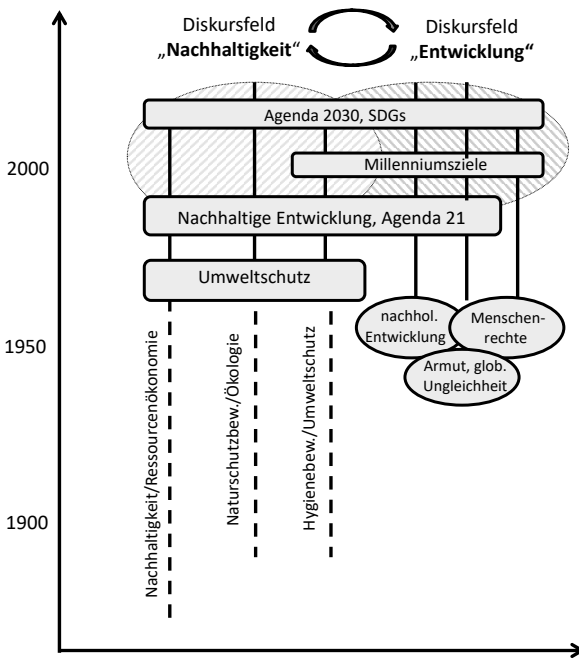 Diskursfeld
„Nachhaltigkeit“
Diskursfeld
„Entwicklung“
Agenda 2030, SDGs
2000
Millenniumsziele
Nachhaltige Entwicklung, Agenda 21
Umweltschutz
nachhol.
Entwicklung
Menschen-
rechte
1950
Armut, glob.
Ungleichheit
Nachhaltigkeit/Ressourcenökonomie
Naturschutzbew./Ökologie
Hygienebew./Umweltschutz
1900